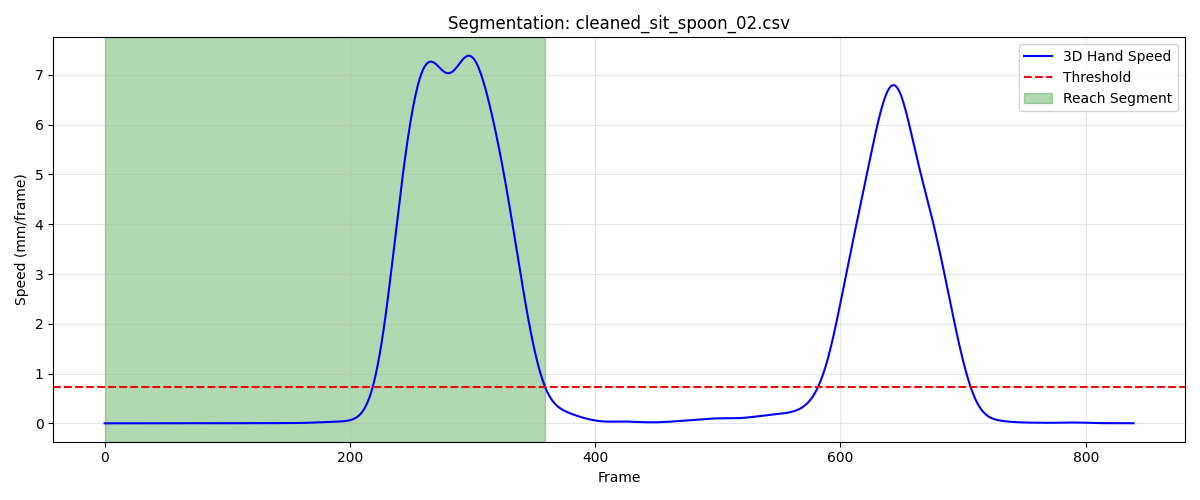 Segmentation: cleaned_sit_spoon_02.csv
3D Hand Speed
Threshold
Reach Segment
Speed (mm/frame)
7
6
5
4
3
2
1
0
0 200 400 600 800
Frame